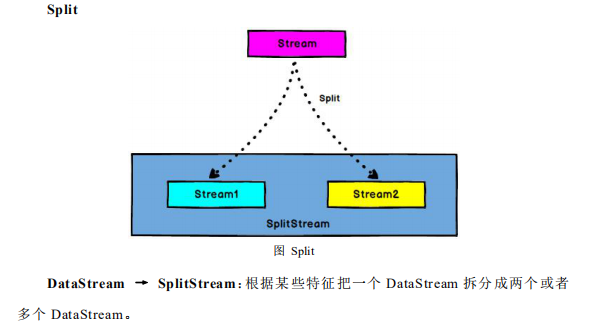 Split
Stream
Split
Stream1
Stream2
SplitStream
图 Split
DataStream → SplitStream：根据某些特征把一个 DataStream 拆分成两个或者
多个 DataStream。